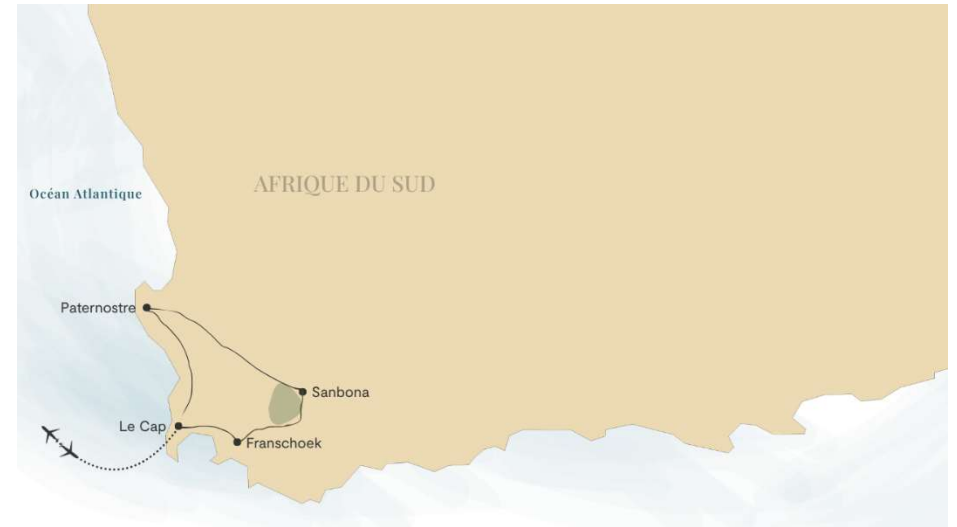 AFRIQUE DU SUD
Océan Atlantique
Paternostre
Sanbona
Le Cap
Franschoek